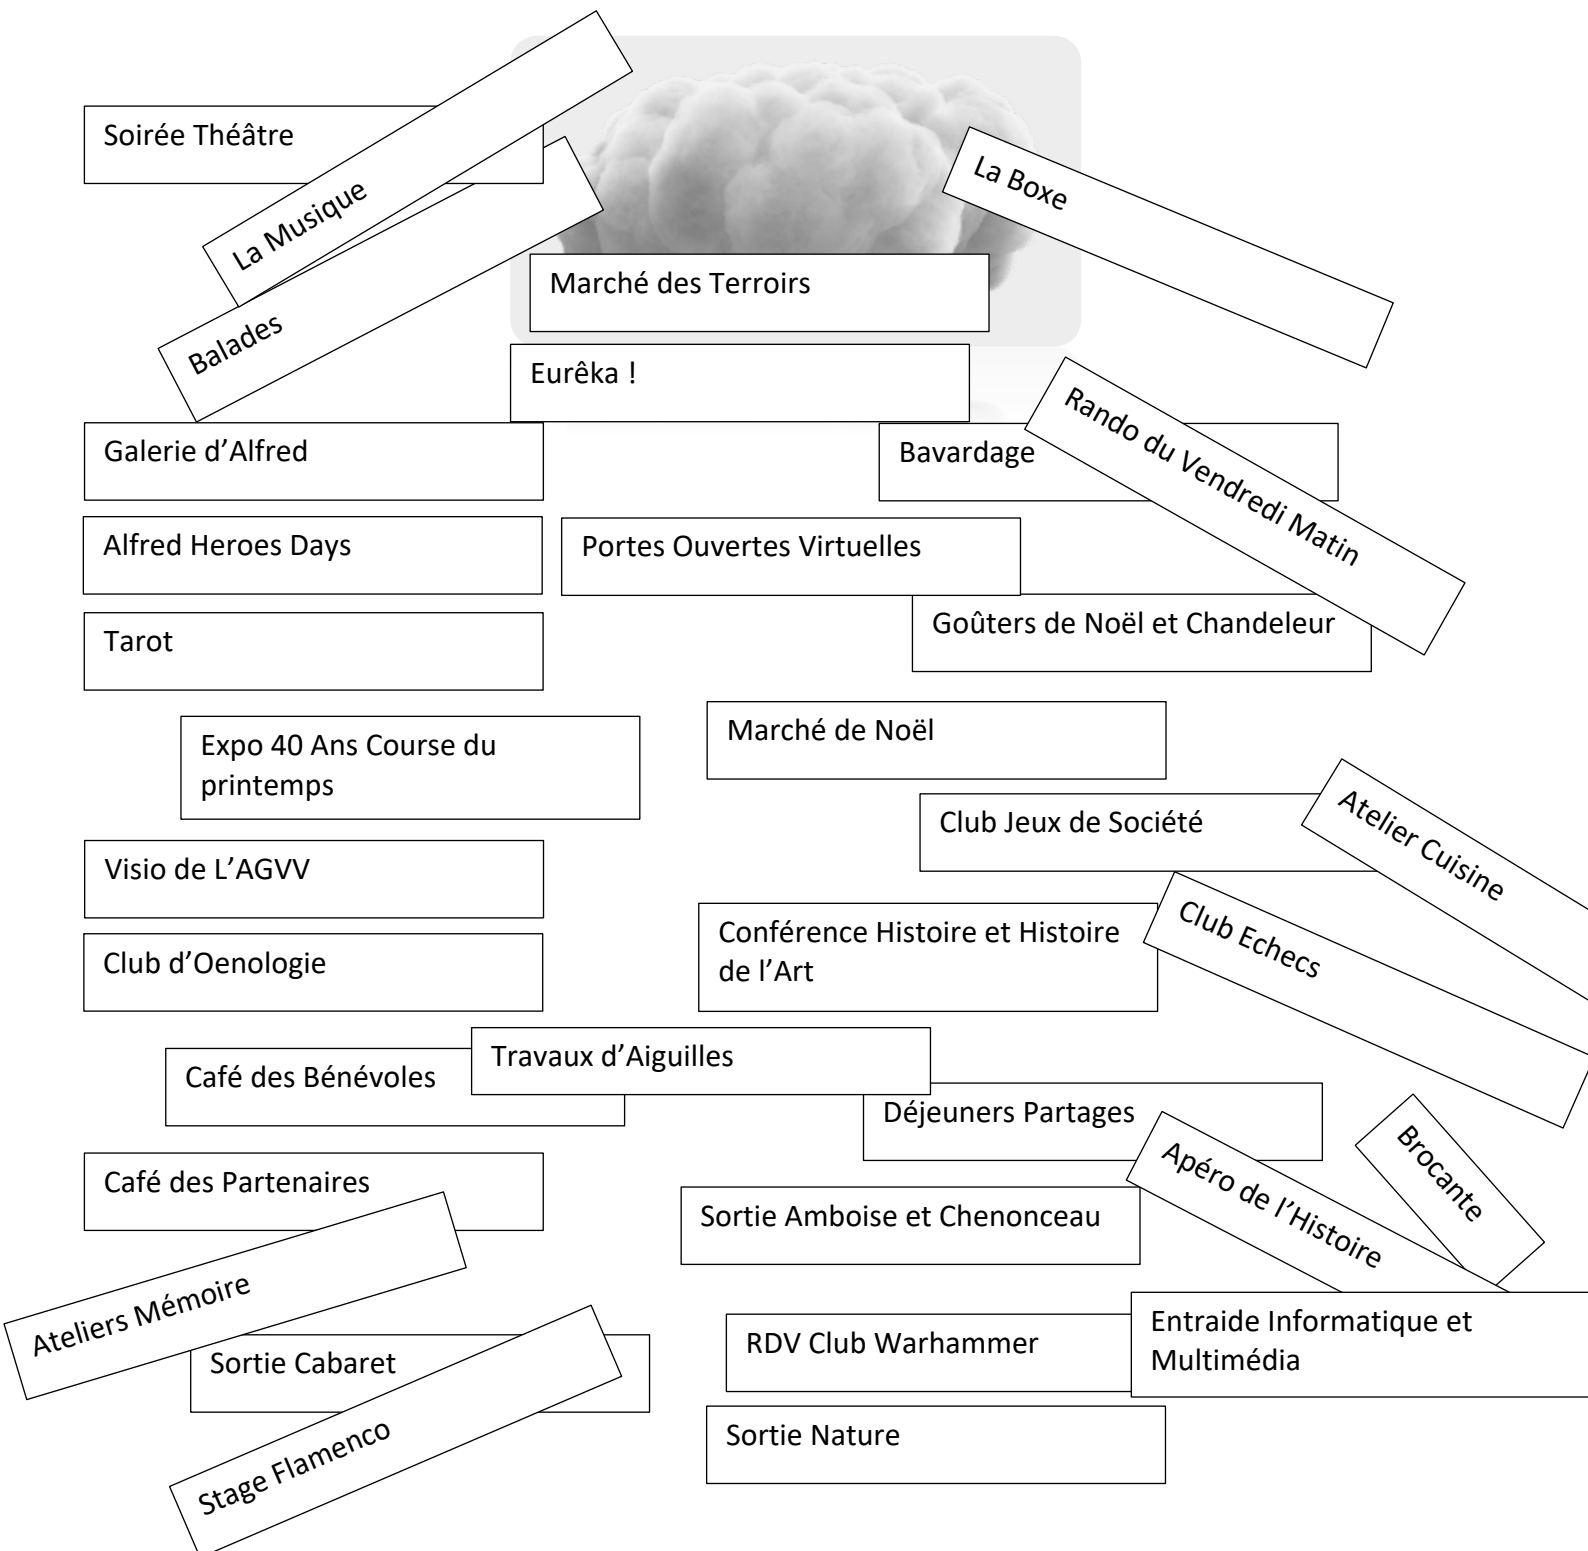 Soirée Théâtre
La Musique
La Boxe
Balades
Marché des Terroirs
Eurêka !
Rando du Vendredi Matin
Galerie d’Alfred
Bavardage
Alfred Heroes Days
Portes Ouvertes Virtuelles
Tarot
Goûters de Noël et Chandeleur
Expo 40 Ans Course du
printemps
Marché de Noël
Club Jeux de Société
Atelier Cuisine
Visio de L’AGVV
Conférence Histoire et Histoire
de l’Art
Club Echecs
Club d’Oenologie
Café des Bénévoles
Travaux d’Aiguilles
Déjeuners Partages
Brocante
Café des Partenaires
Sortie Amboise et Chenonceau
Apéro de l’Histoire
Ateliers Mémoire
Sortie Cabaret
RDV Club Warhammer
Entraide Informatique et
Multimédia
Stage Flamenco
Sortie Nature